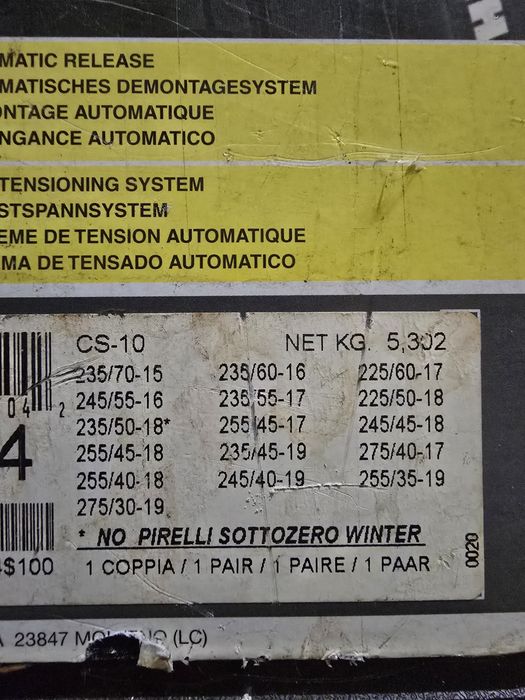 H
MATIC RELEASE
MATISCHES DEMONTAGESYSTEM
ONTAGE AUTOMATIQUE
NGANCE AUTOMATICO
TENSIONING SYSTEM
STSPANNSYSTEM
EME DE TENSION AUTOMATIQUE
MA DE TENSADO AUTOMATICO
CS-10 NET KG. 5,302
235/70-15 235/60-16 225/60-17
04 2 245/55-16 235/55-17 225/50-18
4 235/50-18* 255/45-17 245/45-18
255/45-18 235/45-19 275/40-17
255/40-18 245/40-19 255/35-19
275/30-19
* NO PIRELLI SOTTOZERO WINTER
$100 1 COPPIA / 1 PAIR / 1 PAIRE / 1 PAAR
0020
A 23847 (LC)